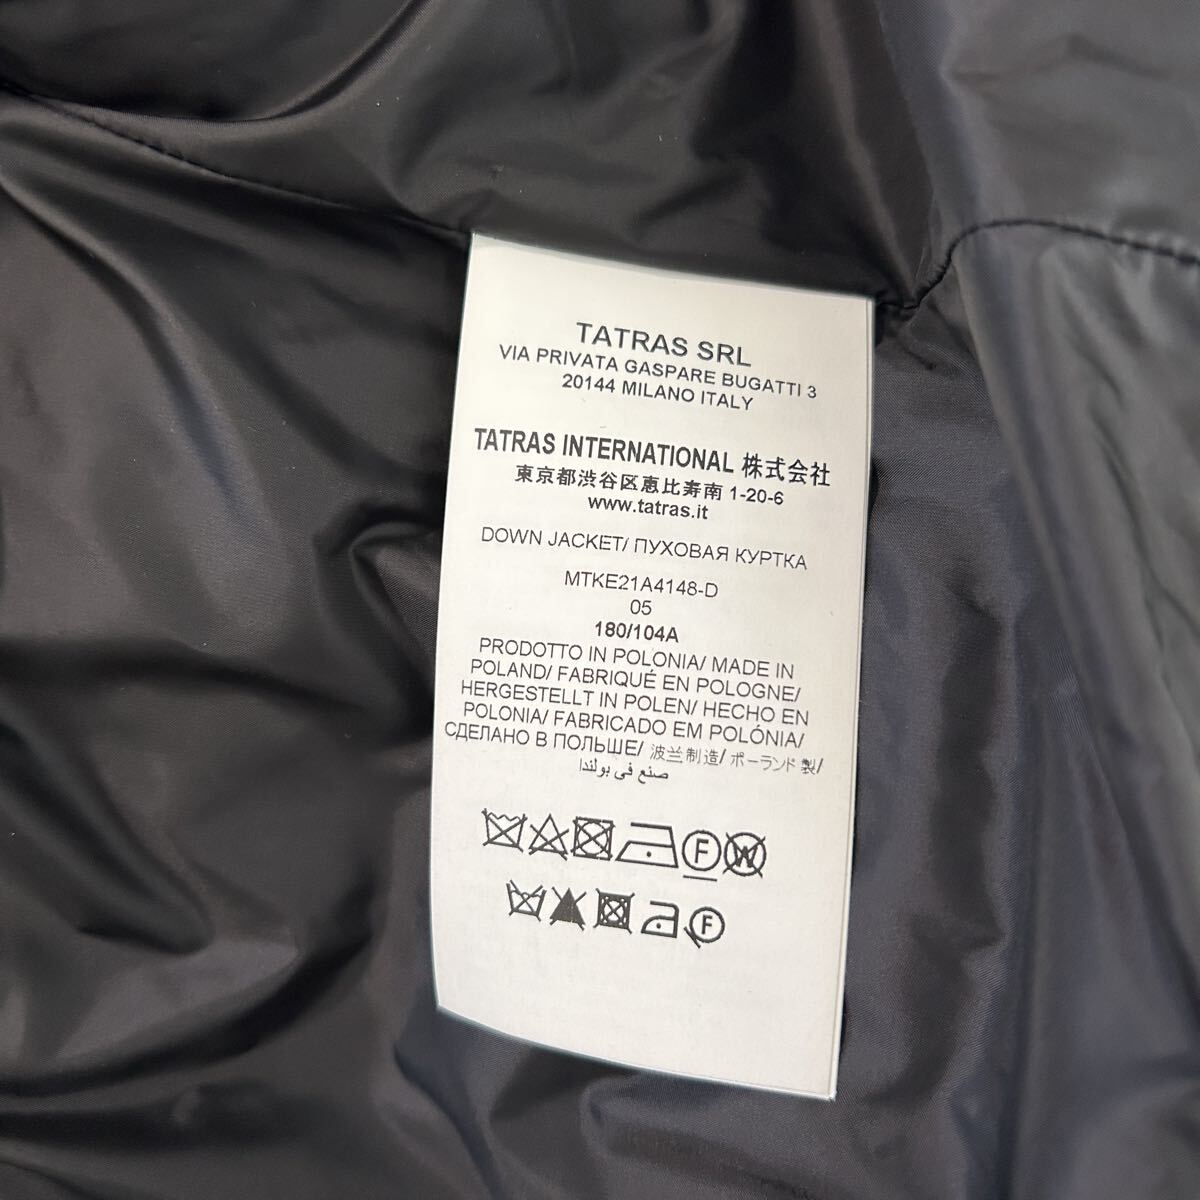 TATRAS SRL
VIA PRIVATA GASPARE BUGATTI 3
20144 MILANO ITALY
TATRAS INTERNATIONAL 株式会社
東京都渋谷区恵比寿南 1-20-6
www.tatras.it
DOWN JACKET/ ПУХОВАЯ КУРТКА
MTKE21A4148-D
05
180/104A
PRODOTTO IN POLONIA/ MADE IN
POLAND/ FABRIQUÉ EN POLOGNE/
HERGESTELLT IN POLEN/ HECHO EN
POLONIA/ FABRICADO EM POLÓNIA/
СДЕЛАНО В ПОЛЬШЕ/ 波兰制造/ ポーランド 製/
صنع في بولندا
F W
F